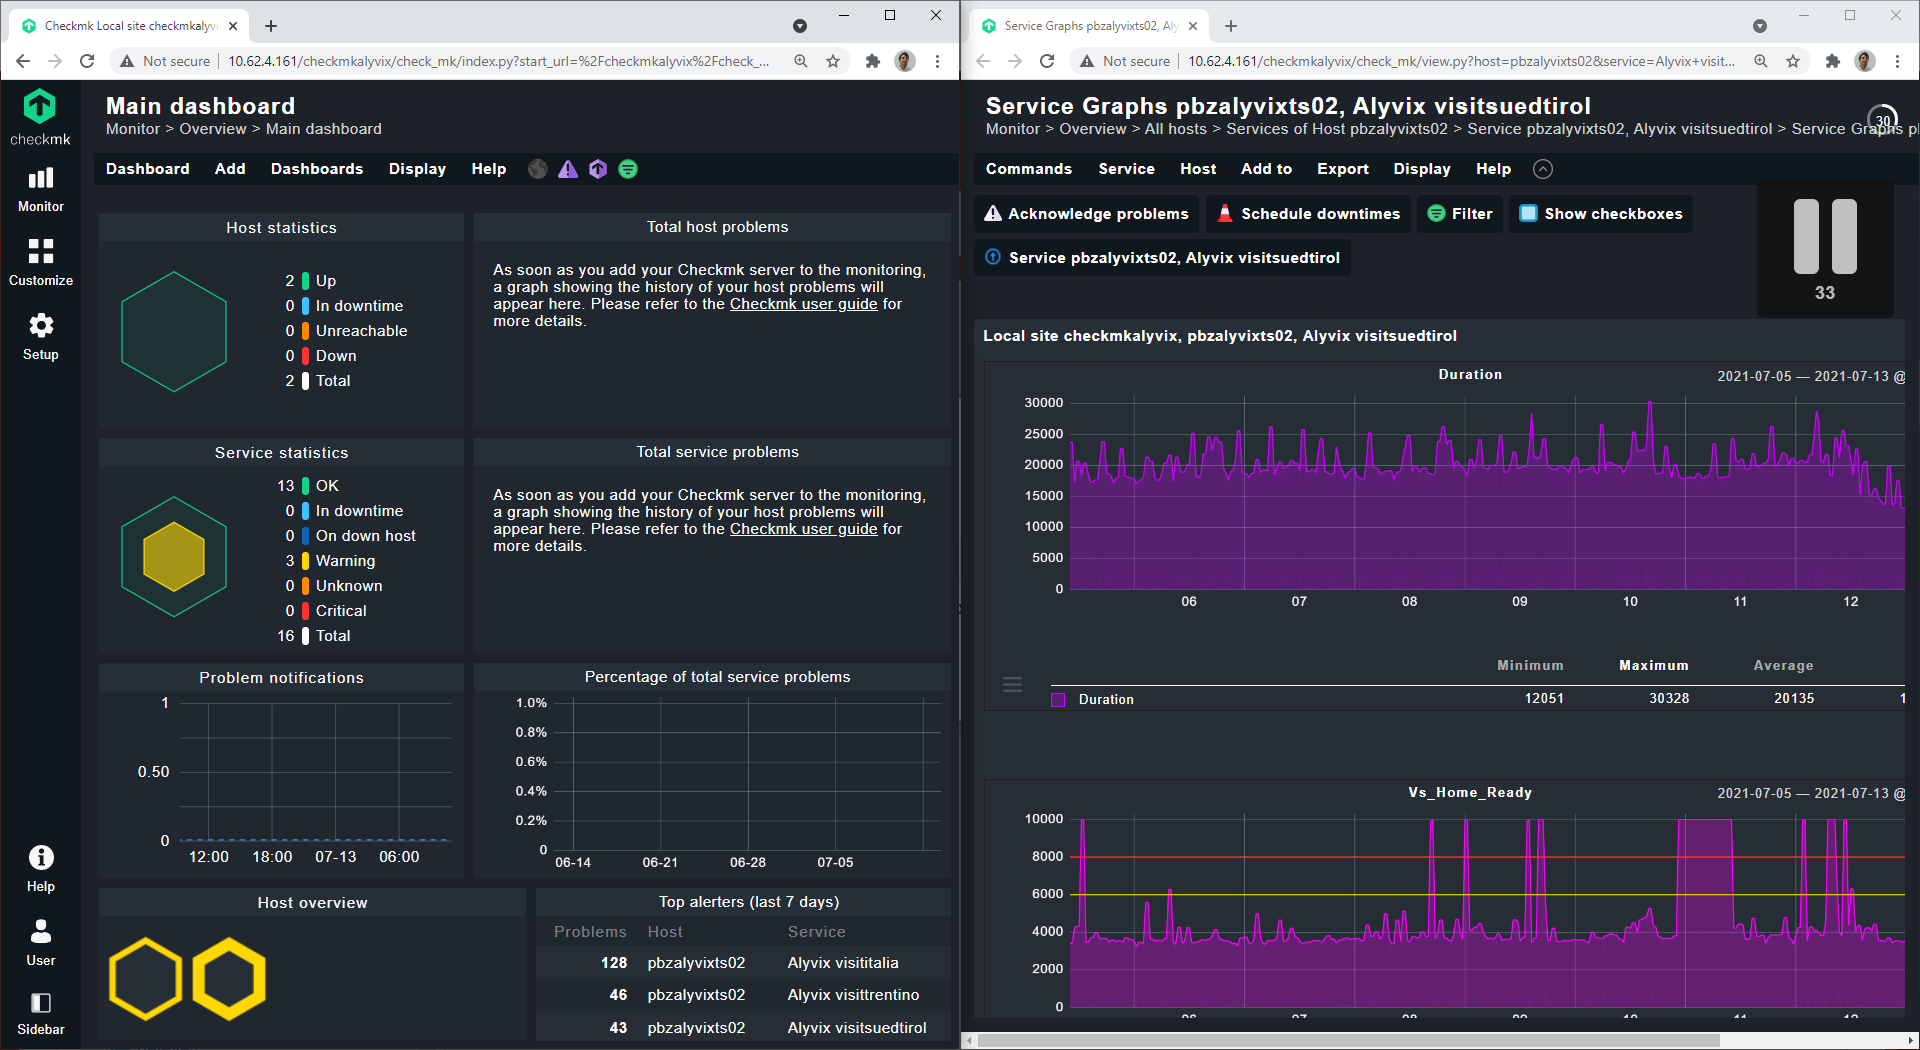 Checkmk Local site checkmkalyvi
Not secure | 10.62.4.161/checkmkalyvix/check_mk/index.py?start_url=%2Fcheckmkalyvix%2Fcheck_...
checkmk
Monitor
Customize
Setup
Help
User
Sidebar
Main dashboard
Monitor > Overview > Main dashboard
Dashboard Add Dashboards Display Help
Host statistics
2 Up
0 In downtime
0 Unreachable
0 Down
2 Total
Total host problems
As soon as you add your Checkmk server to the monitoring,
a graph showing the history of your host problems will
appear here. Please refer to the Checkmk user guide for
more details.
Service statistics
13 OK
0 In downtime
0 On down host
3 Warning
0 Unknown
0 Critical
16 Total
Total service problems
As soon as you add your Checkmk server to the monitoring,
a graph showing the history of your host problems will
appear here. Please refer to the Checkmk user guide for
more details.
Problem notifications
1
0.50
0
12:00 18:00 07-13 06:00
Percentage of total service problems
1.0%
0.8%
0.6%
0.4%
0.2%
0
06-14 06-21 06-28 07-05
Host overview
Top alerters (last 7 days)
Problems Host Service
128 pbzalyvixts02 Alyvix visititalia
46 pbzalyvixts02 Alyvix visittrentino
43 pbzalyvixts02 Alyvix visitsuedtirol
Service Graphs pbzalyvixts02, Aly
Not secure | 10.62.4.161/checkmkalyvix/check_mk/view.py?host=pbzalyvixts02&service=Alyvix+visit...
Service Graphs pbzalyvixts02, Alyvix visitsuedtirol
30
Monitor > Overview > All hosts > Services of Host pbzalyvixts02 > Service pbzalyvixts02, Alyvix visitsuedtirol > Service Graphs p
Commands Service Host Add to Export Display Help
Acknowledge problems Schedule downtimes Filter Show checkboxes
Service pbzalyvixts02, Alyvix visitsuedtirol
33
Local site checkmkalyvix, pbzalyvixts02, Alyvix visitsuedtirol
Duration
2021-07-05 — 2021-07-13 @
30000
25000
20000
15000
10000
5000
0
06 07 08 09 10 11 12
Minimum Maximum Average
Duration 12051 30328 20135 1
Vs_Home_Ready
2021-07-05 — 2021-07-13 @
10000
8000
6000
4000
2000
0
06 07 08 09 10 11 12